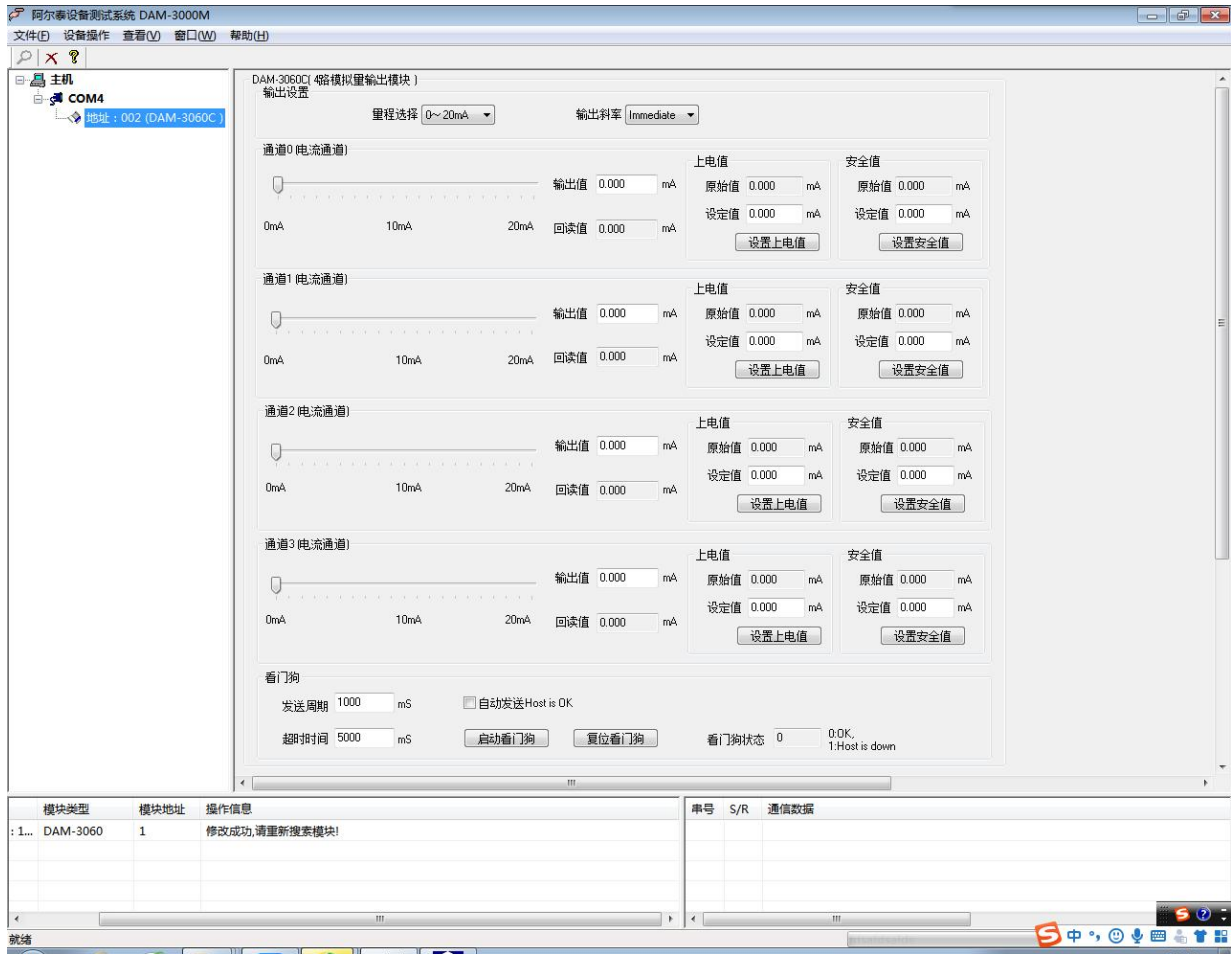 阿尔泰设备测试系统 DAM-3000M
文件(F) 设备操作 查看(V) 窗口(W) 帮助(H)
主机
COM4
地址：002 (DAM-3060C )
DAM-3060C( 4路模拟量输出模块 )
输出设置
量程选择 0~20mA 输出斜率 Immediate
通道0(电流通道)
上电值 安全值
输出值 0.000 mA 原始值 0.000 mA 原始值 0.000 mA
0mA 10mA 20mA 回读值 0.000 mA 设定值 0.000 mA 设定值 0.000 mA
设置上电值 设置安全值
通道1(电流通道)
上电值 安全值
输出值 0.000 mA 原始值 0.000 mA 原始值 0.000 mA
0mA 10mA 20mA 回读值 0.000 mA 设定值 0.000 mA 设定值 0.000 mA
设置上电值 设置安全值
通道2(电流通道)
上电值 安全值
输出值 0.000 mA 原始值 0.000 mA 原始值 0.000 mA
0mA 10mA 20mA 回读值 0.000 mA 设定值 0.000 mA 设定值 0.000 mA
设置上电值 设置安全值
通道3(电流通道)
上电值 安全值
输出值 0.000 mA 原始值 0.000 mA 原始值 0.000 mA
0mA 10mA 20mA 回读值 0.000 mA 设定值 0.000 mA 设定值 0.000 mA
设置上电值 设置安全值
看门狗
发送周期 1000 mS 自动发送Host is OK
超时时间 5000 mS 启动看门狗 复位看门狗 看门狗状态 0 0:OK,
1:Host is down
模块类型 模块地址 操作信息 串号 S/R 通信数据
: 1... DAM-3060 1 修改成功,请重新搜索模块!
就绪
中